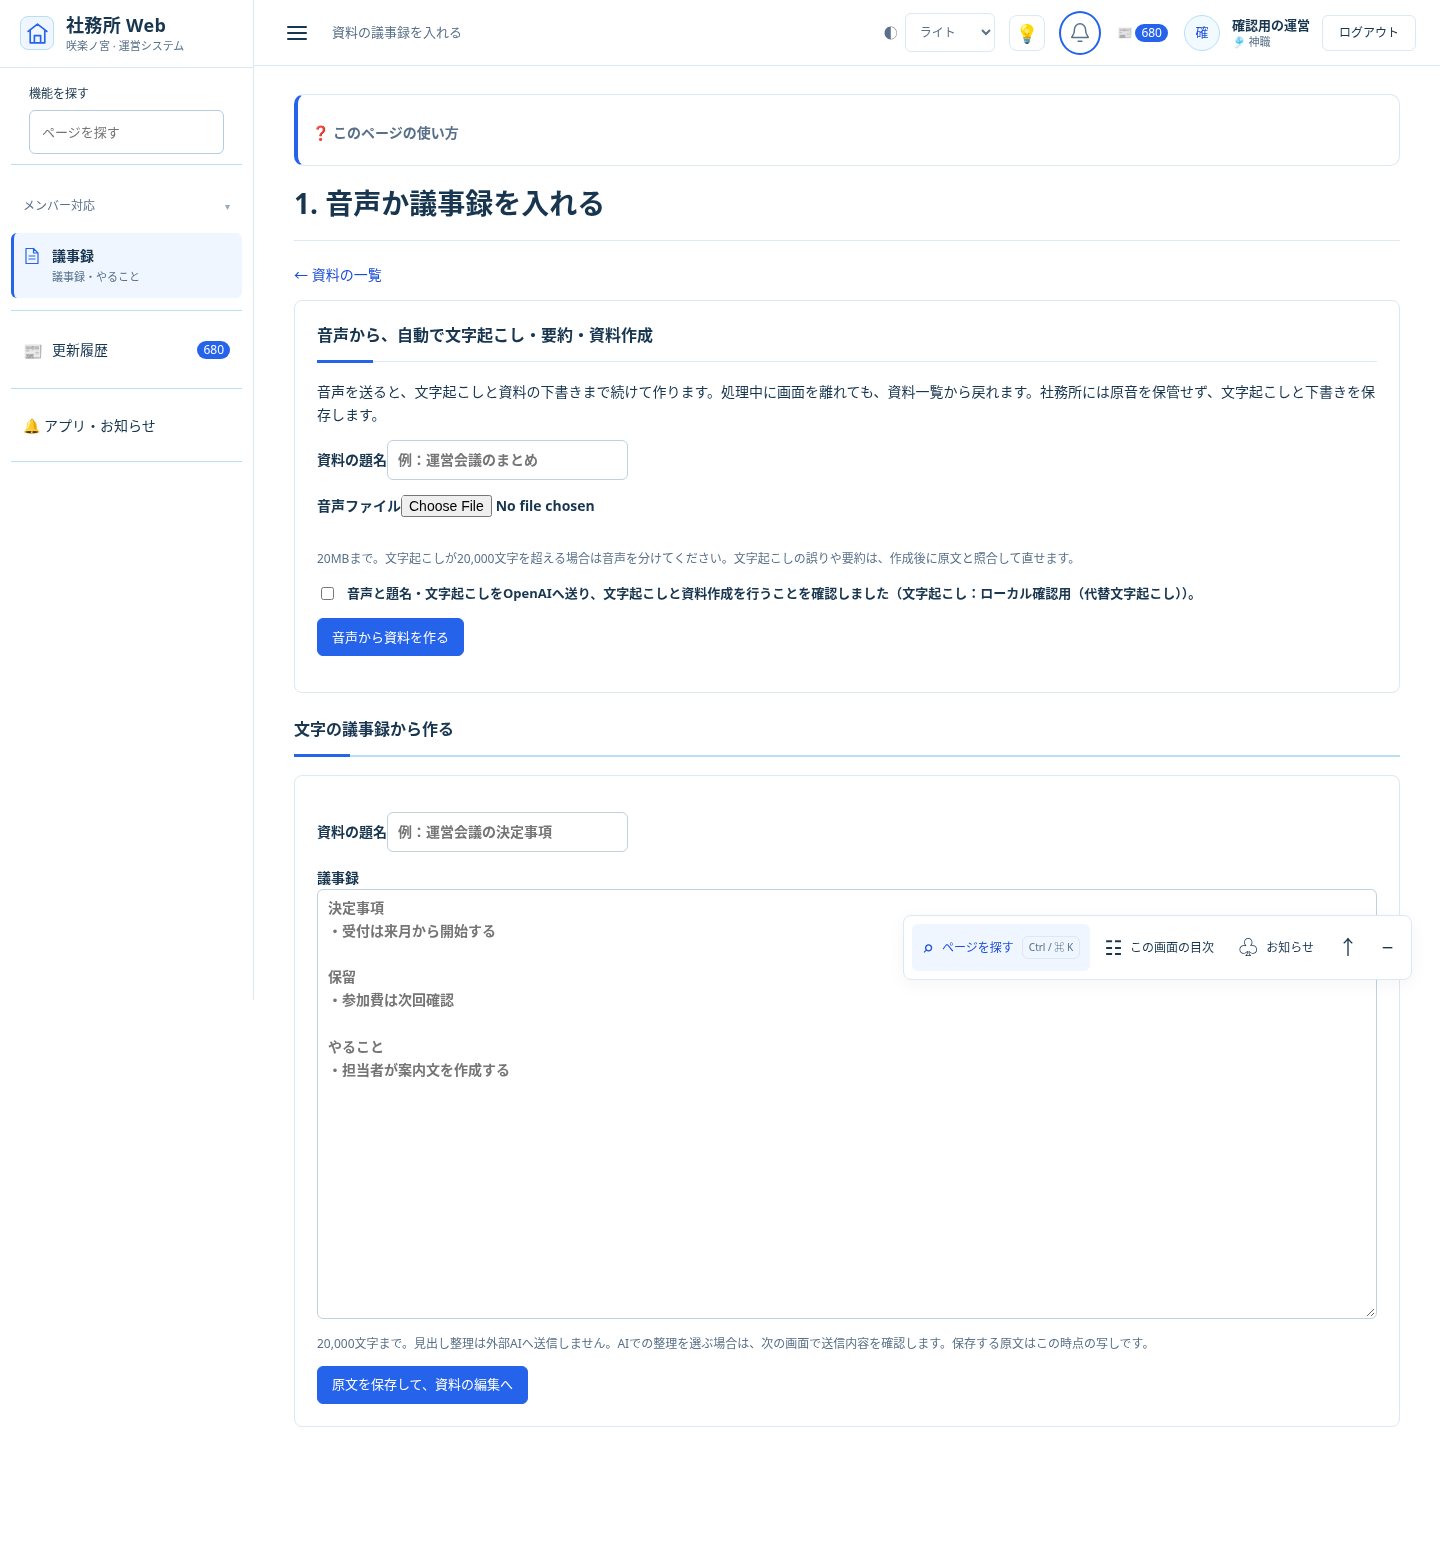 社務所 Web
咲楽ノ宮 · 運営システム
資料の議事録を入れる
ライト
680
確
確認用の運営
神職
ログアウト
機能を探す
ページを探す
メンバー対応
議事録
議事録・やること
更新履歴
680
アプリ・お知らせ
このページの使い方
1. 音声か議事録を入れる
← 資料の一覧
音声から、自動で文字起こし・要約・資料作成
音声を送ると、文字起こしと資料の下書きまで続けて作ります。処理中に画面を離れても、資料一覧から戻れます。社務所には原音を保管せず、文字起こしと下書きを保
存します。
資料の題名 例：運営会議のまとめ
音声ファイル Choose File No file chosen
20MBまで。文字起こしが20,000文字を超える場合は音声を分けてください。文字起こしの誤りや要約は、作成後に原文と照合して直せます。
音声と題名・文字起こしをOpenAIへ送り、文字起こしと資料作成を行うことを確認しました（文字起こし：ローカル確認用（代替文字起こし））。
音声から資料を作る
文字の議事録から作る
資料の題名 例：運営会議の決定事項
議事録
決定事項
・受付は来月から開始する
保留
・参加費は次回確認
やること
・担当者が案内文を作成する
ページを探す Ctrl / ⌘ K この画面の目次 お知らせ ↑ −
20,000文字まで。見出し整理は外部AIへ送信しません。AIでの整理を選ぶ場合は、次の画面で送信内容を確認します。保存する原文はこの時点の写しです。
原文を保存して、資料の編集へ